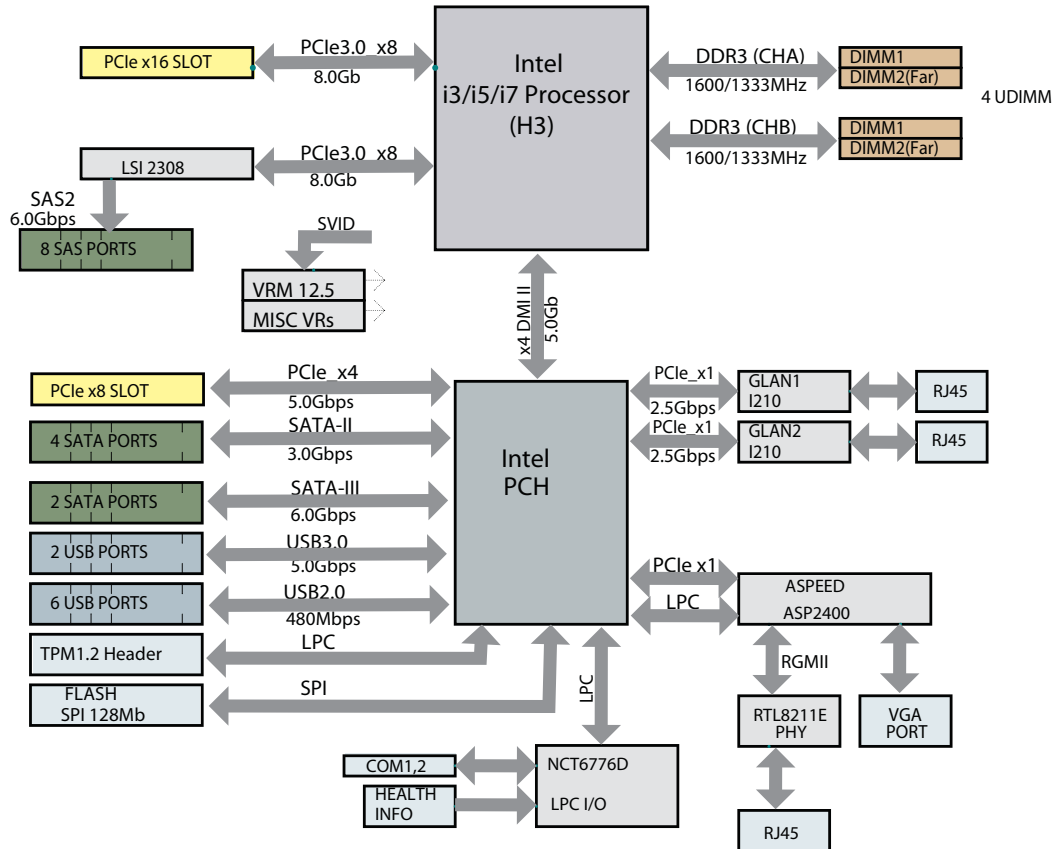 PCIe x16 SLOT
PCIe3.0_x8
8.0Gb
Intel
i3/i5/i7 Processor
(H3)
DDR3 (CHA)
1600/1333MHz
DIMM1
DIMM2(Far)
4 UDIMM
DDR3 (CHB)
1600/1333MHz
DIMM1
DIMM2(Far)
LSI 2308
PCIe3.0_x8
8.0Gb
SAS2
6.0Gbps
8 SAS PORTS
SVID
VRM 12.5
MISC VRs
x4 DMI II
5.0Gb
PCIe x8 SLOT
PCIe_x4
5.0Gbps
4 SATA PORTS
SATA-II
3.0Gbps
2 SATA PORTS
SATA-III
6.0Gbps
2 USB PORTS
USB3.0
5.0Gbps
6 USB PORTS
USB2.0
480Mbps
TPM1.2 Header
LPC
FLASH
SPI 128Mb
SPI
Intel
PCH
PCIe_x1
2.5Gbps
GLAN1
I210
RJ45
PCIe_x1
2.5Gbps
GLAN2
I210
RJ45
PCIe x1
LPC
ASPEED
ASP2400
RGMII
RTL8211E
PHY
VGA
PORT
RJ45
LPC
COM1,2
HEALTH
INFO
NCT6776D
LPC I/O